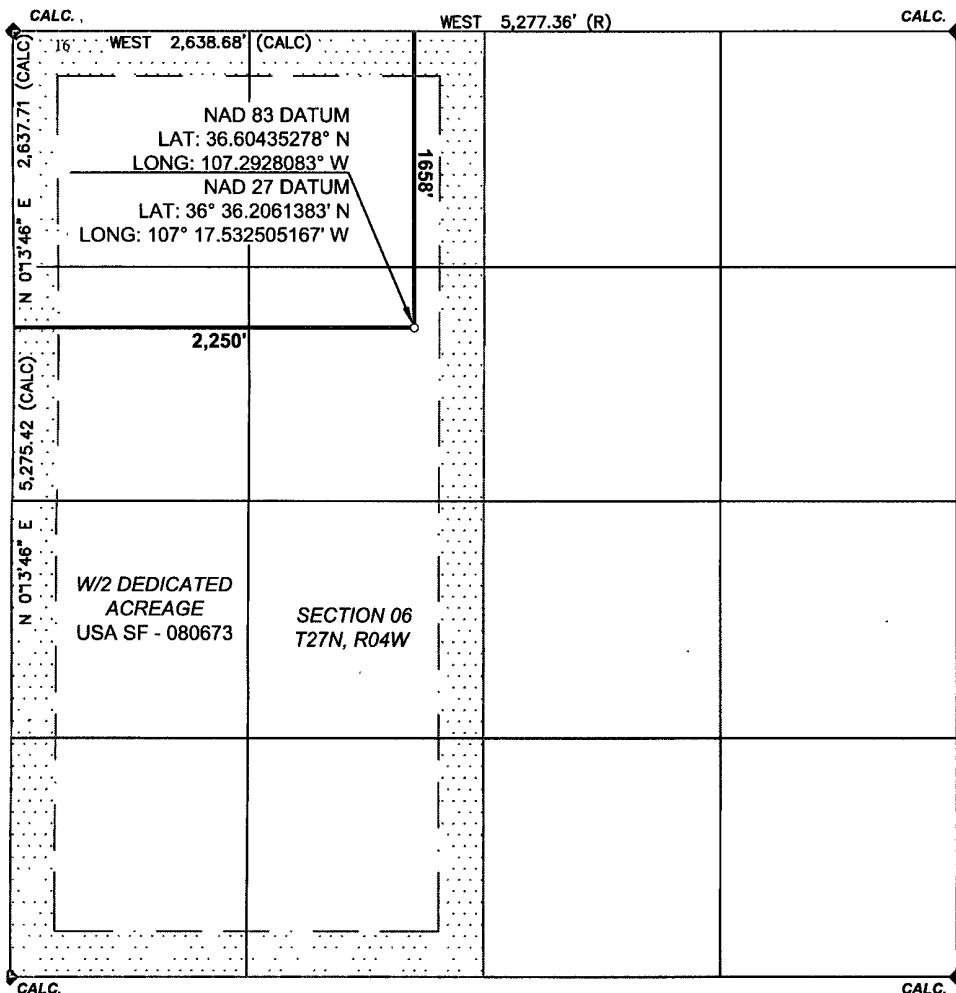 CALC.
WEST 5,277.36' (R)
CALC.
16
WEST 2,638.68' (CALC)
N 0°13'46" E 2,637.71 (CALC)
NAD 83 DATUM
LAT: 36.60435278° N
LONG: 107.2928083° W
NAD 27 DATUM
LAT: 36° 36.2061383' N
LONG: 107° 17.532505167' W
1658'
2,250'
N 0°13'46" E 5,275.42 (CALC)
W/2 DEDICATED
ACREAGE
USA SF - 080673
SECTION 06
T27N, R04W
CALC.
CALC.